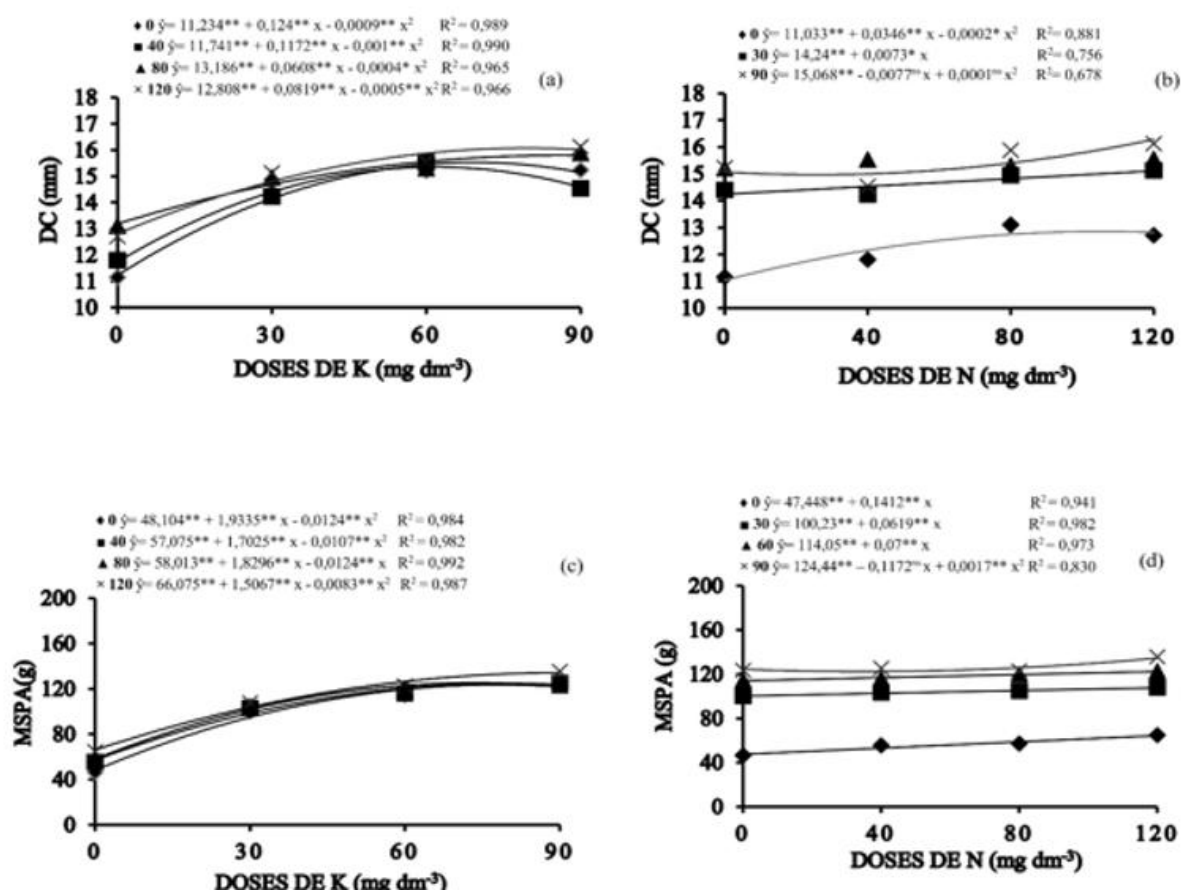 ◆ 0 ŷ= 11,234** + 0,124** x - 0,0009** x² R²= 0,989
■ 40 ŷ= 11,741** + 0,1172** x - 0,001** x² R²= 0,990
▲ 80 ŷ= 13,186** + 0,0608** x - 0,0004* x² R²= 0,965
× 120 ŷ= 12,808** + 0,0819** x - 0,0005** x² R²= 0,966
(a)
18
17
16
15
14
13
12
11
10
DC (mm)
0 30 60 90
DOSES DE K (mg dm⁻³)
◆ 0 ŷ= 11,033** + 0,0346** x - 0,0002* x² R²= 0,881
■ 30 ŷ= 14,24** + 0,0073* x R²= 0,756
× 90 ŷ= 15,068** - 0,0077ⁿˢ x + 0,0001ⁿˢ x² R²= 0,678
(b)
18
17
16
15
14
13
12
11
10
DC (mm)
0 40 80 120
DOSES DE N (mg dm⁻³)
◆ 0 ŷ= 48,104** + 1,9335** x - 0,0124** x² R²= 0,984
■ 40 ŷ= 57,075** + 1,7025** x - 0,0107** x² R²= 0,982
▲ 80 ŷ= 58,013** + 1,8296** x - 0,0124** x R²= 0,992
× 120 ŷ= 66,075** + 1,5067** x - 0,0083** x² R²= 0,987
(c)
200
160
120
80
40
0
MSPA(g)
0 30 60 90
DOSES DE K (mg dm⁻³)
◆ 0 ŷ= 47,448** + 0,1412** x R²= 0,941
■ 30 ŷ= 100,23** + 0,0619** x R²= 0,982
▲ 60 ŷ= 114,05** + 0,07** x R²= 0,973
× 90 ŷ= 124,44** − 0,1172ⁿˢ x + 0,0017** x² R²= 0,830
(d)
200
160
120
80
40
0
MSPA (g)
0 40 80 120
DOSES DE N (mg dm⁻³)